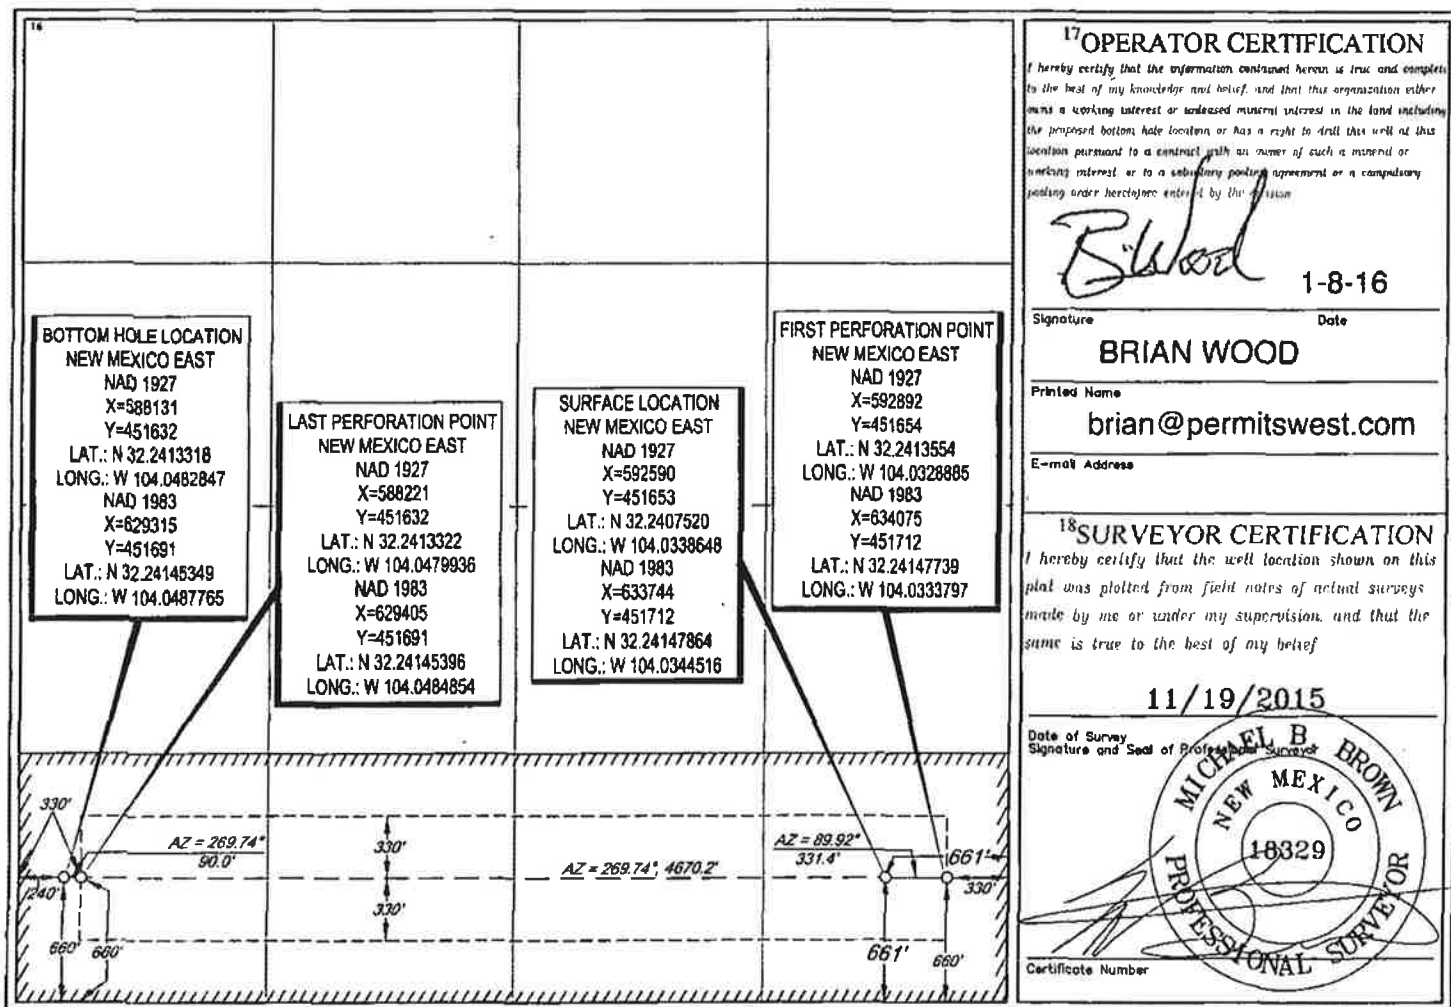 16
BOTTOM HOLE LOCATION
NEW MEXICO EAST
NAD 1927
X=588131
Y=451632
LAT.: N 32.2413318
LONG.: W 104.0482847
NAD 1983
X=629315
Y=451691
LAT.: N 32.24145349
LONG.: W 104.0487765
LAST PERFORATION POINT
NEW MEXICO EAST
NAD 1927
X=588221
Y=451632
LAT.: N 32.2413322
LONG.: W 104.0479936
NAD 1983
X=629405
Y=451691
LAT.: N 32.24145396
LONG.: W 104.0484854
SURFACE LOCATION
NEW MEXICO EAST
NAD 1927
X=592590
Y=451653
LAT.: N 32.2407520
LONG.: W 104.0338648
NAD 1983
X=633744
Y=451712
LAT.: N 32.24147864
LONG.: W 104.0344516
FIRST PERFORATION POINT
NEW MEXICO EAST
NAD 1927
X=592892
Y=451654
LAT.: N 32.2413554
LONG.: W 104.0328885
NAD 1983
X=634075
Y=451712
LAT.: N 32.24147739
LONG.: W 104.0333797
330'
AZ = 269.74°
90.0'
330'
AZ = 269.74°, 4670.2'
AZ = 89.92°
331.4'
661'
240'
330'
330'
660'
660'
661'
660'
17 OPERATOR CERTIFICATION
I hereby certify that the information contained herein is true and complete
to the best of my knowledge and belief, and that this organization either
owns a working interest or unleased mineral interest in the land including
the proposed bottom hole location or has a right to drill this well at this
location pursuant to a contract with an owner of such a mineral or
working interest, or to a voluntary pooling agreement or a compulsory
pooling order heretofore entered by the division
B. Wood
1-8-16
Signature Date
BRIAN WOOD
Printed Name
brian@permitswest.com
E-mail Address
18 SURVEYOR CERTIFICATION
I hereby certify that the well location shown on this
plat was plotted from field notes of actual surveys
made by me or under my supervision, and that the
same is true to the best of my belief
11/19/2015
Date of Survey
Signature and Seal of Professional Surveyor
MICHAEL B BROWN
NEW MEXICO
18329
PROFESSIONAL SURVEYOR
Certificate Number